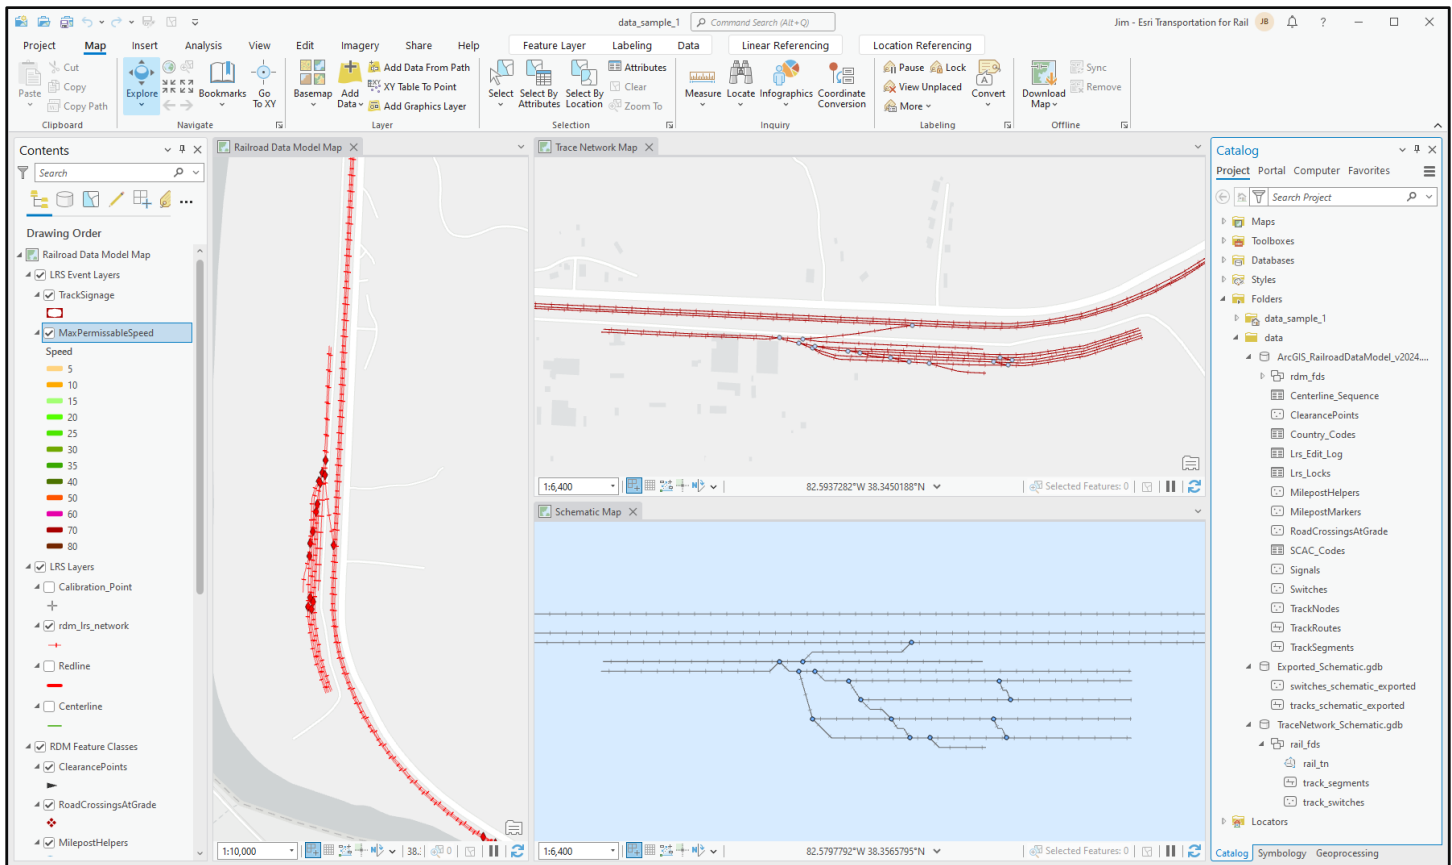 data_sample_1
Command Search (Alt+Q)
Jim - Esri Transportation for Rail
JB
?
Project Map Insert Analysis View Edit Imagery Share Help Feature Layer Labeling Data Linear Referencing Location Referencing
Paste
Cut
Copy
Copy Path
Clipboard
Explore
Bookmarks
Go To XY
Navigate
Basemap
Add Data
Add Data From Path
XY Table To Point
Add Graphics Layer
Layer
Select
Select By Attributes
Select By Location
Attributes
Clear
Zoom To
Selection
Measure
Locate
Infographics
Coordinate Conversion
Inquiry
Pause
Lock
View Unplaced
More
Convert
Labeling
Download Map
Sync
Remove
Offline
Contents
Search
Drawing Order
Railroad Data Model Map
LRS Event Layers
TrackSignage
MaxPermissableSpeed
Speed
5
10
15
20
25
30
35
40
50
60
70
80
LRS Layers
Calibration_Point
rdm_lrs_network
Redline
Centerline
RDM Feature Classes
ClearancePoints
RoadCrossingsAtGrade
MilepostHelpers
Railroad Data Model Map
1:10,000
38.:
0
Trace Network Map
1:6,400
82.5937282°W 38.3450188°N
Selected Features: 0
Schematic Map
1:6,400
82.5797792°W 38.3565795°N
Selected Features: 0
Catalog
Project Portal Computer Favorites
Search Project
Maps
Toolboxes
Databases
Styles
Folders
data_sample_1
data
ArcGIS_RailroadDataModel_v2024....
rdm_fds
Centerline_Sequence
ClearancePoints
Country_Codes
Lrs_Edit_Log
Lrs_Locks
MilepostHelpers
MilepostMarkers
RoadCrossingsAtGrade
SCAC_Codes
Signals
Switches
TrackNodes
TrackRoutes
TrackSegments
Exported_Schematic.gdb
switches_schematic_exported
tracks_schematic_exported
TraceNetwork_Schematic.gdb
rail_fds
rail_tn
track_segments
track_switches
Locators
Catalog Symbology Geoprocessing